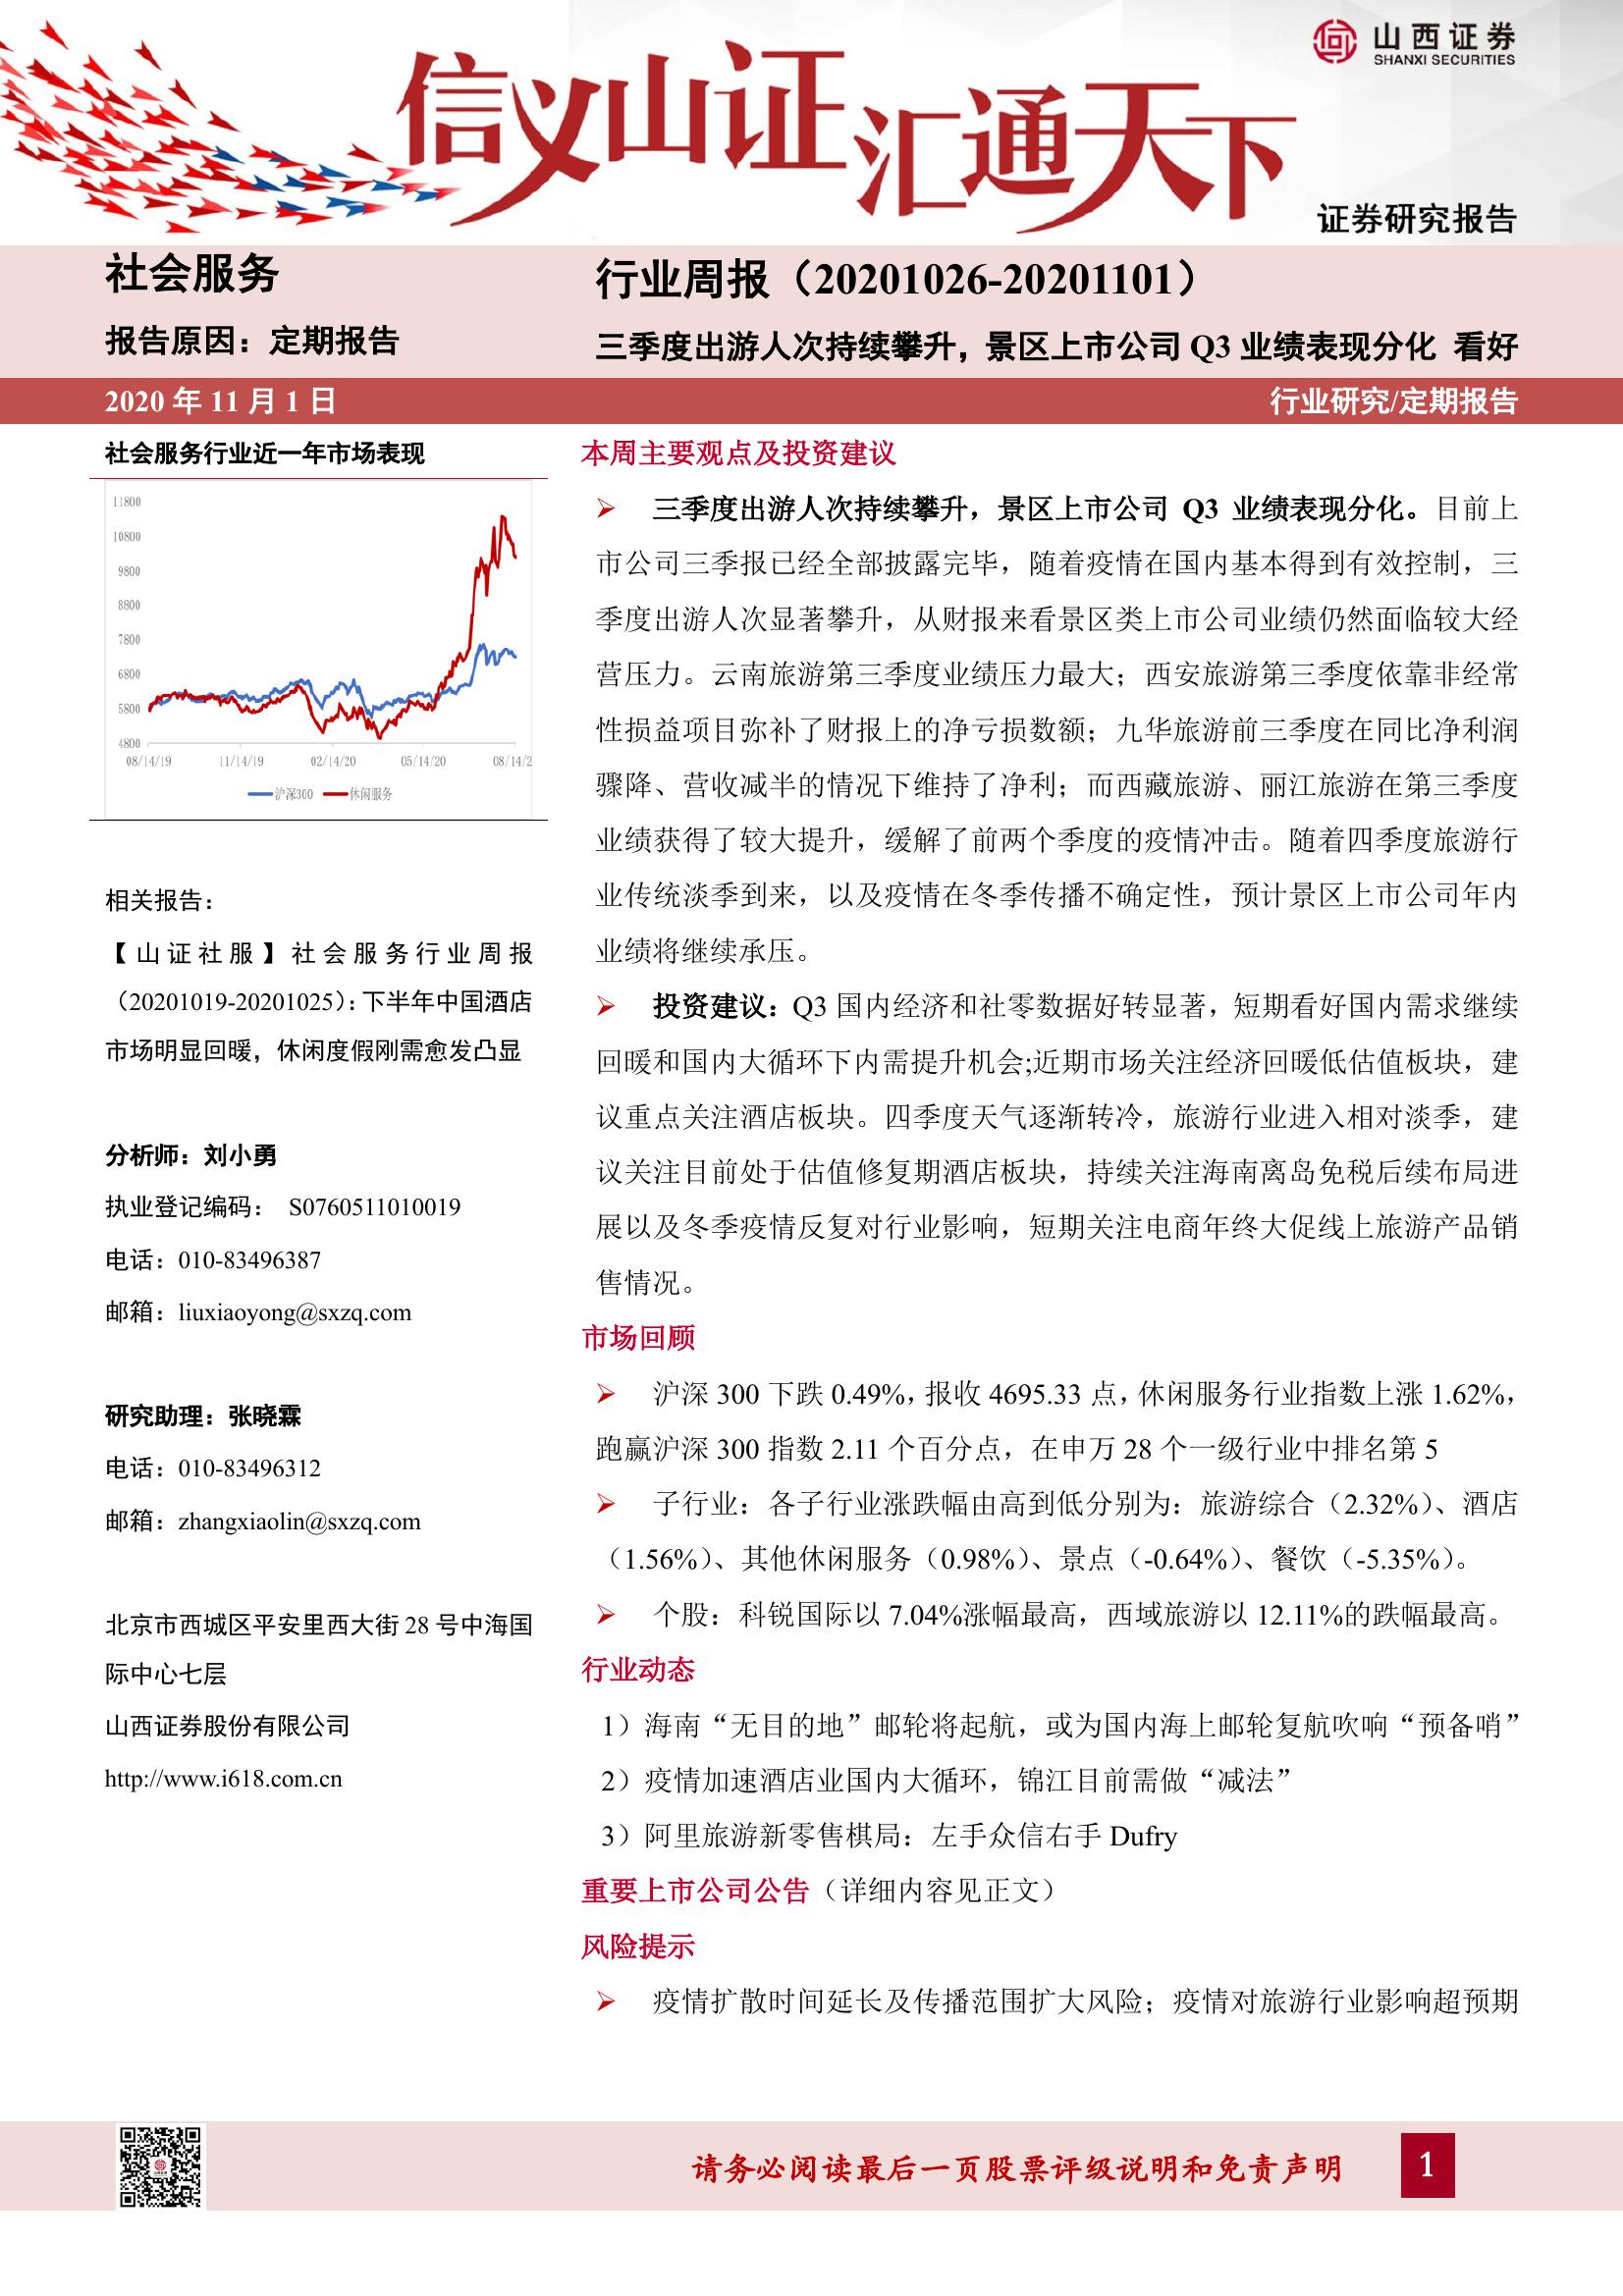 山西证券
SHANXI SECURITIES
信义山证汇通天下
证券研究报告
社会服务
行业周报（20201026-20201101）
报告原因：定期报告
三季度出游人次持续攀升，景区上市公司 Q3 业绩表现分化 看好
2020 年 11 月 1 日
行业研究/定期报告
社会服务行业近一年市场表现
11800
10800
9800
8800
7800
6800
5800
4800
08/14/19 11/14/19 02/14/20 05/14/20 08/14/2
沪深300 休闲服务
相关报告：
【山证社服】社会服务行业周报
（20201019-20201025）：下半年中国酒店
市场明显回暖，休闲度假刚需愈发凸显
分析师：刘小勇
执业登记编码： S0760511010019
电话：010-83496387
邮箱：liuxiaoyong@sxzq.com
研究助理：张晓霖
电话：010-83496312
邮箱：zhangxiaolin@sxzq.com
北京市西城区平安里西大街 28 号中海国
际中心七层
山西证券股份有限公司
http://www.i618.com.cn
本周主要观点及投资建议
三季度出游人次持续攀升，景区上市公司 Q3 业绩表现分化。目前上
市公司三季报已经全部披露完毕，随着疫情在国内基本得到有效控制，三
季度出游人次显著攀升，从财报来看景区类上市公司业绩仍然面临较大经
营压力。云南旅游第三季度业绩压力最大；西安旅游第三季度依靠非经常
性损益项目弥补了财报上的净亏损数额；九华旅游前三季度在同比净利润
骤降、营收减半的情况下维持了净利；而西藏旅游、丽江旅游在第三季度
业绩获得了较大提升，缓解了前两个季度的疫情冲击。随着四季度旅游行
业传统淡季到来，以及疫情在冬季传播不确定性，预计景区上市公司年内
业绩将继续承压。
投资建议：Q3 国内经济和社零数据好转显著，短期看好国内需求继续
回暖和国内大循环下内需提升机会;近期市场关注经济回暖低估值板块，建
议重点关注酒店板块。四季度天气逐渐转冷，旅游行业进入相对淡季，建
议关注目前处于估值修复期酒店板块，持续关注海南离岛免税后续布局进
展以及冬季疫情反复对行业影响，短期关注电商年终大促线上旅游产品销
售情况。
市场回顾
沪深 300 下跌 0.49%，报收 4695.33 点，休闲服务行业指数上涨 1.62%，
跑赢沪深 300 指数 2.11 个百分点，在申万 28 个一级行业中排名第 5
子行业：各子行业涨跌幅由高到低分别为：旅游综合（2.32%）、酒店
（1.56%）、其他休闲服务（0.98%）、景点（-0.64%）、餐饮（-5.35%）。
个股：科锐国际以 7.04%涨幅最高，西域旅游以 12.11%的跌幅最高。
行业动态
1）海南“无目的地”邮轮将起航，或为国内海上邮轮复航吹响“预备哨”
2）疫情加速酒店业国内大循环，锦江目前需做“减法”
3）阿里旅游新零售棋局：左手众信右手 Dufry
重要上市公司公告（详细内容见正文）
风险提示
疫情扩散时间延长及传播范围扩大风险；疫情对旅游行业影响超预期
请务必阅读最后一页股票评级说明和免责声明
1